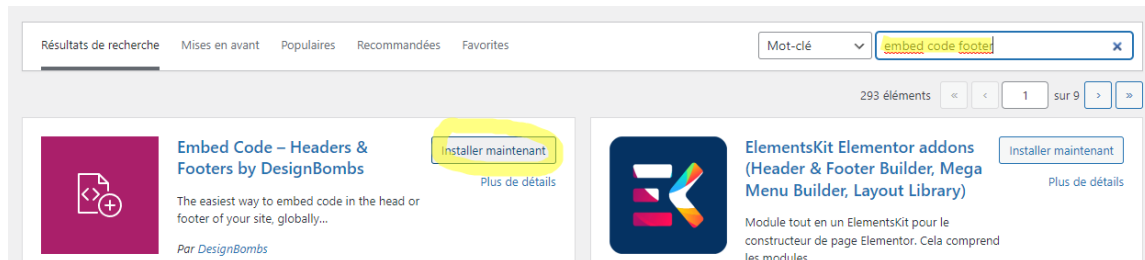 Résultats de recherche Mises en avant Populaires Recommandées Favorites Mot-clé embed code footer
293 éléments « ‹ 1 sur 9 › »
Embed Code – Headers &
Footers by DesignBombs
Installer maintenant
Plus de détails
The easiest way to embed code in the head or
footer of your site, globally...
Par DesignBombs
ElementsKit Elementor addons
(Header & Footer Builder, Mega
Menu Builder, Layout Library)
Installer maintenant
Plus de détails
Module tout en un ElementsKit pour le
constructeur de page Elementor. Cela comprend
les modules